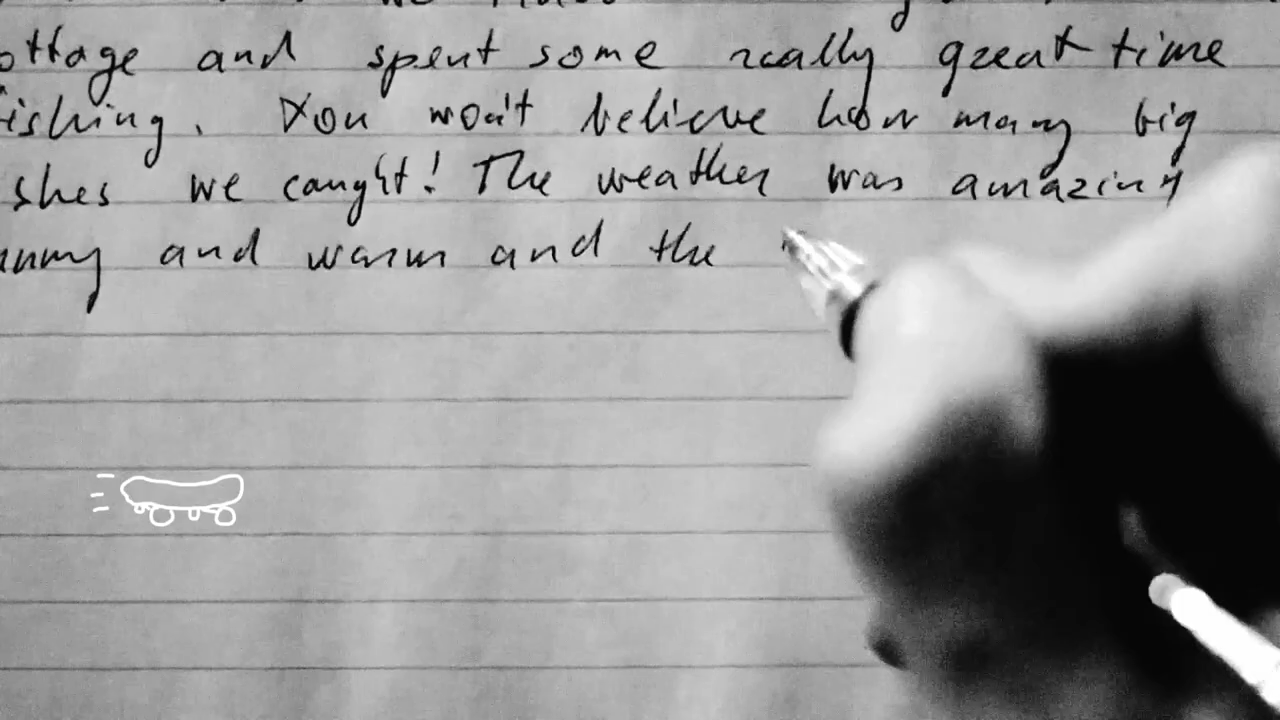 ottage and spent some really great time
ishing. You won't believe how many big
shes we caught! The weather was amazing
unny and warm and the